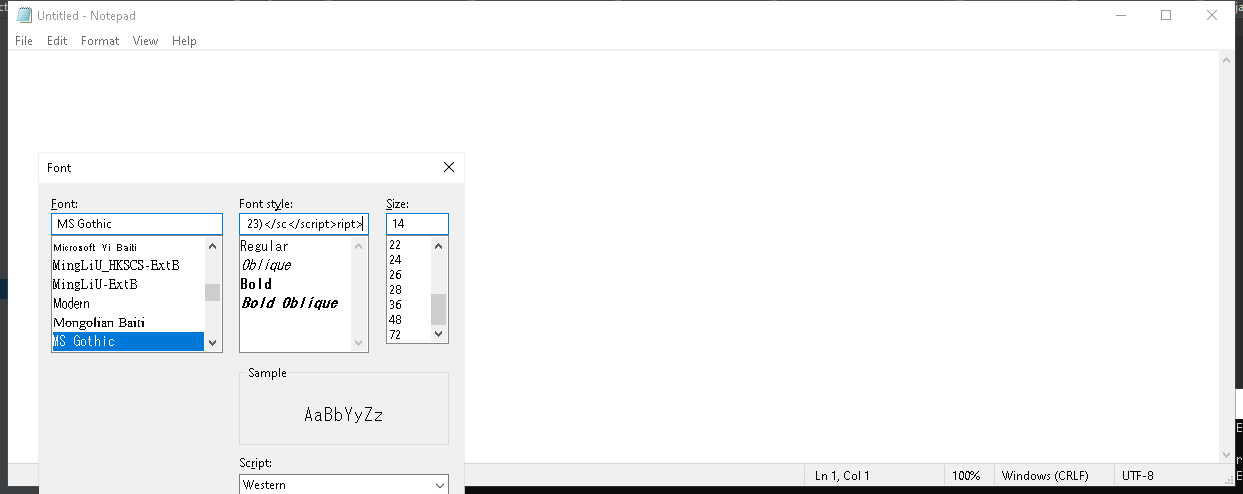 Untitled - Notepad
File Edit Format View Help
Font
Font: Font style: Size:
MS Gothic 23)</sc</script>ript> 14
Microsoft Yi Baiti Regular 22
MingLiU_HKSCS-ExtB Oblique 24
MingLiU-ExtB Bold 26
Modern Bold Oblique 28
Mongolian Baiti 36
MS Gothic 48
72
Sample
AaBbYyZz
Script:
Western
Ln 1, Col 1 100% Windows (CRLF) UTF-8